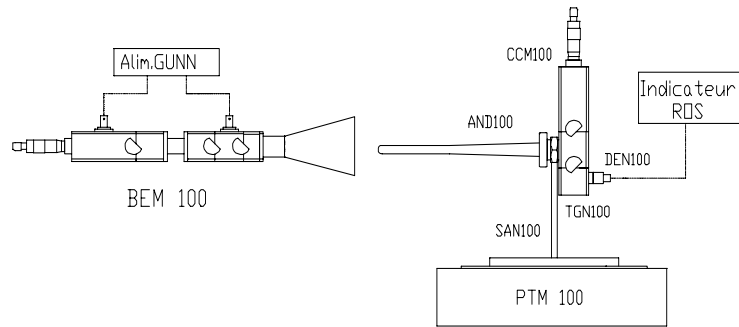 Alim.GUNN
BEM 100
CCM100
Indicateur
ROS
AND100
DEN100
TGN100
SAN100
PTM 100